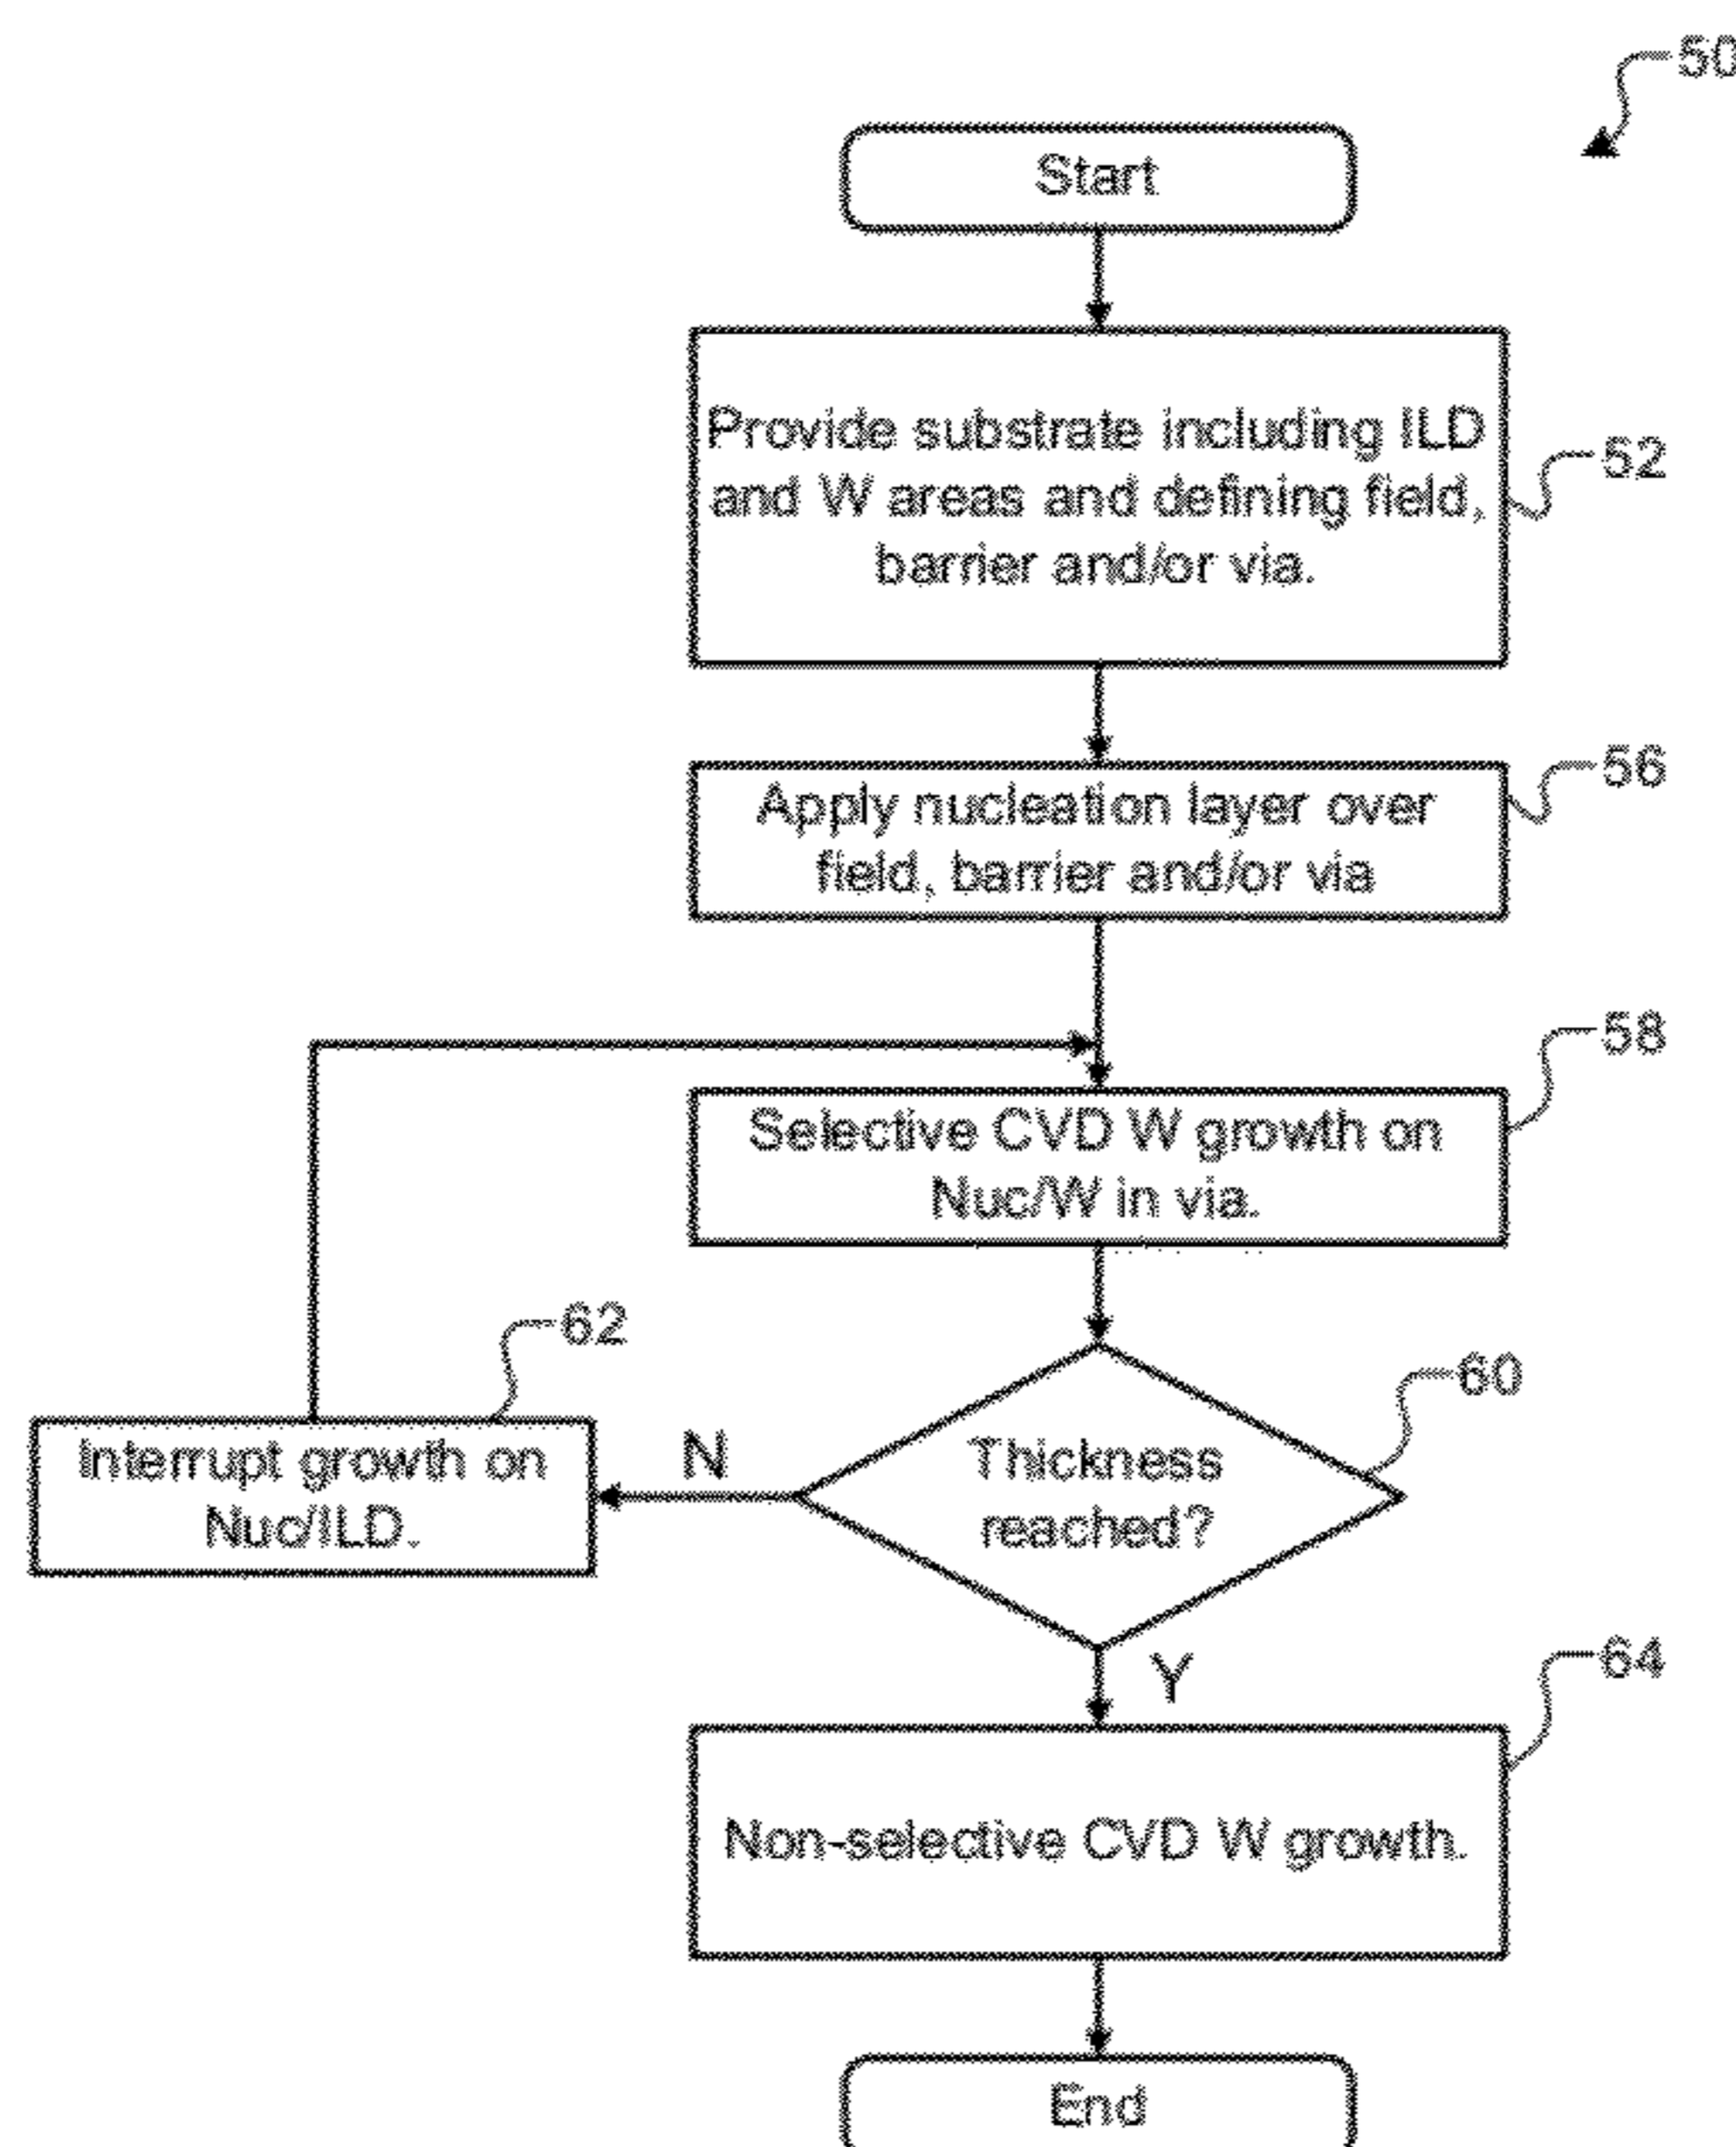 50
Start
Provide substrate including ILD
and W areas and defining field,
barrier and/or via.
52
Apply nucleation layer over
field, barrier and/or via
56
Selective CVD W growth on
Nuc/W in via.
58
Thickness
reached?
60
N
Interrupt growth on
Nuc/ILD.
62
Y
Non-selective CVD W growth.
64
End